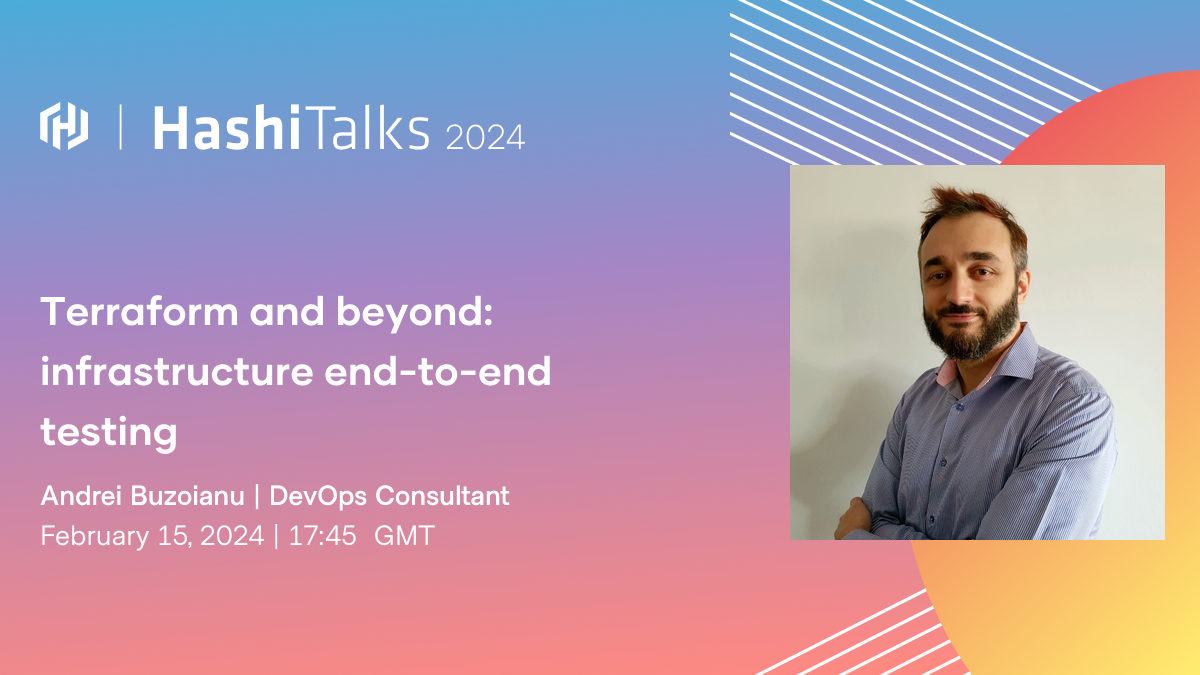 HashiTalks 2024
Terraform and beyond:
infrastructure end-to-end
testing
Andrei Buzoianu | DevOps Consultant
February 15, 2024 | 17:45 GMT